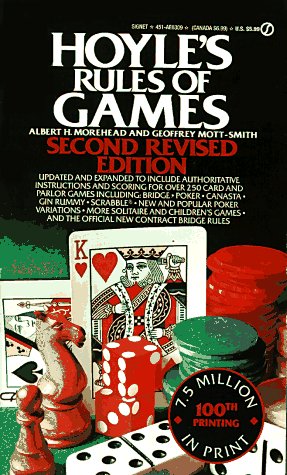 SIGNET • 451-AE6309 • (CANADA $6.99) • U.S. $5.99
HOYLE'S
RULES OF
GAMES
ALBERT H. MOREHEAD AND GEOFFREY MOTT-SMITH
SECOND REVISED
EDITION
UPDATED AND EXPANDED TO INCLUDE AUTHORITATIVE
INSTRUCTIONS AND SCORING FOR OVER 250 CARD AND
PARLOR GAMES INCLUDING: BRIDGE • POKER • CANASTA •
GIN RUMMY • SCRABBLE® • NEW AND POPULAR POKER
VARIATIONS • MORE SOLITAIRE AND CHILDREN'S GAMES •
AND THE OFFICIAL NEW CONTRACT BRIDGE RULES
K
7.5 MILLION
100TH
PRINTING
IN PRINT